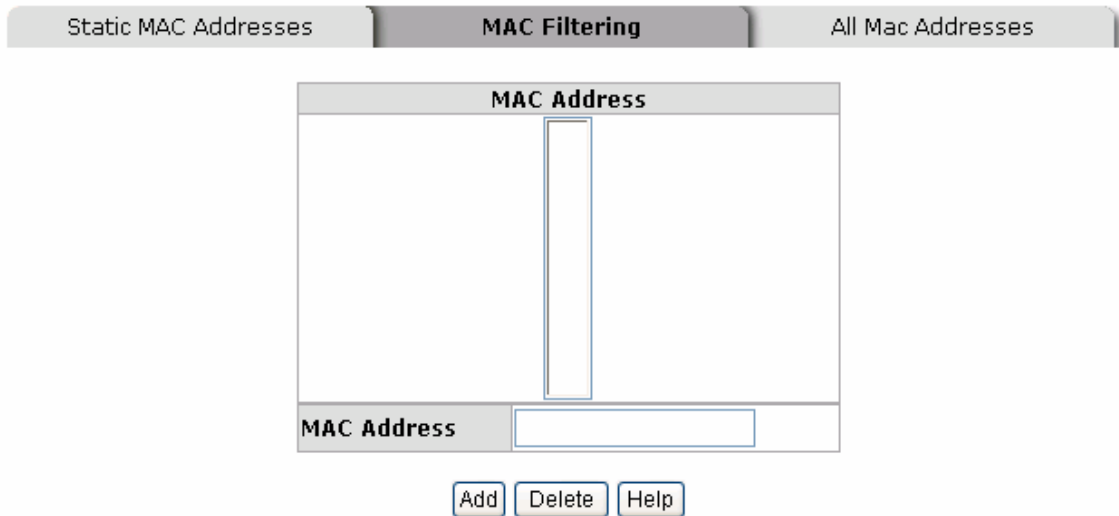 Static MAC Addresses MAC Filtering All Mac Addresses
MAC Address
MAC Address
Add Delete Help